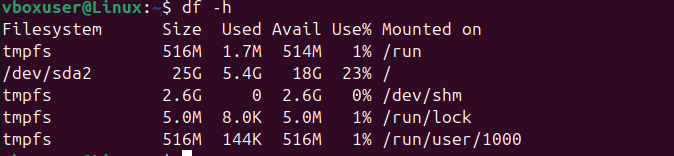 vboxuser@Linux:~$ df -h
Filesystem      Size  Used Avail Use% Mounted on
tmpfs           516M  1.7M  514M   1% /run
/dev/sda2        25G  5.4G   18G  23% /
tmpfs           2.6G     0  2.6G   0% /dev/shm
tmpfs           5.0M  8.0K  5.0M   1% /run/lock
tmpfs           516M  144K  516M   1% /run/user/1000